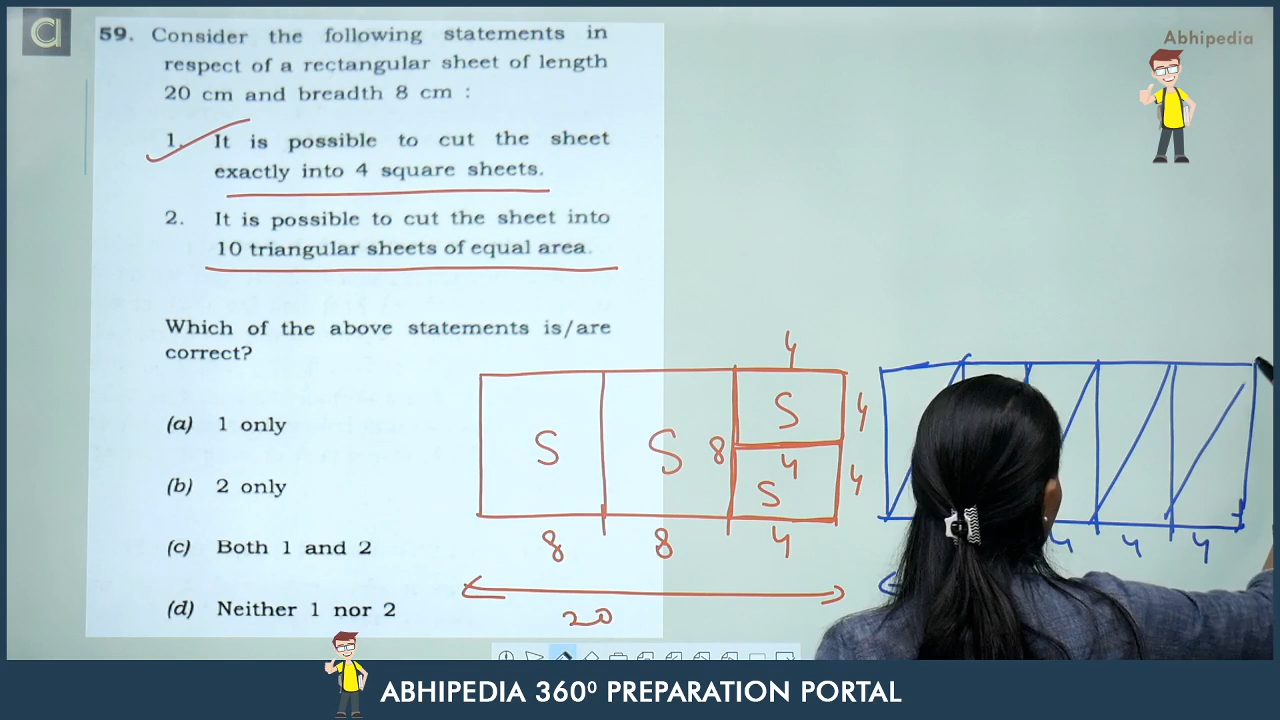 a
Abhipedia
59. Consider the following statements in
respect of a rectangular sheet of length
20 cm and breadth 8 cm :
1. It is possible to cut the sheet
exactly into 4 square sheets.
2. It is possible to cut the sheet into
10 triangular sheets of equal area.
Which of the above statements is/are
correct?
(a) 1 only
(b) 2 only
(c) Both 1 and 2
(d) Neither 1 nor 2
4
S 4
S S 8 4
S 4
8 8 4
20
4 4 4
ABHIPEDIA 360⁰ PREPARATION PORTAL